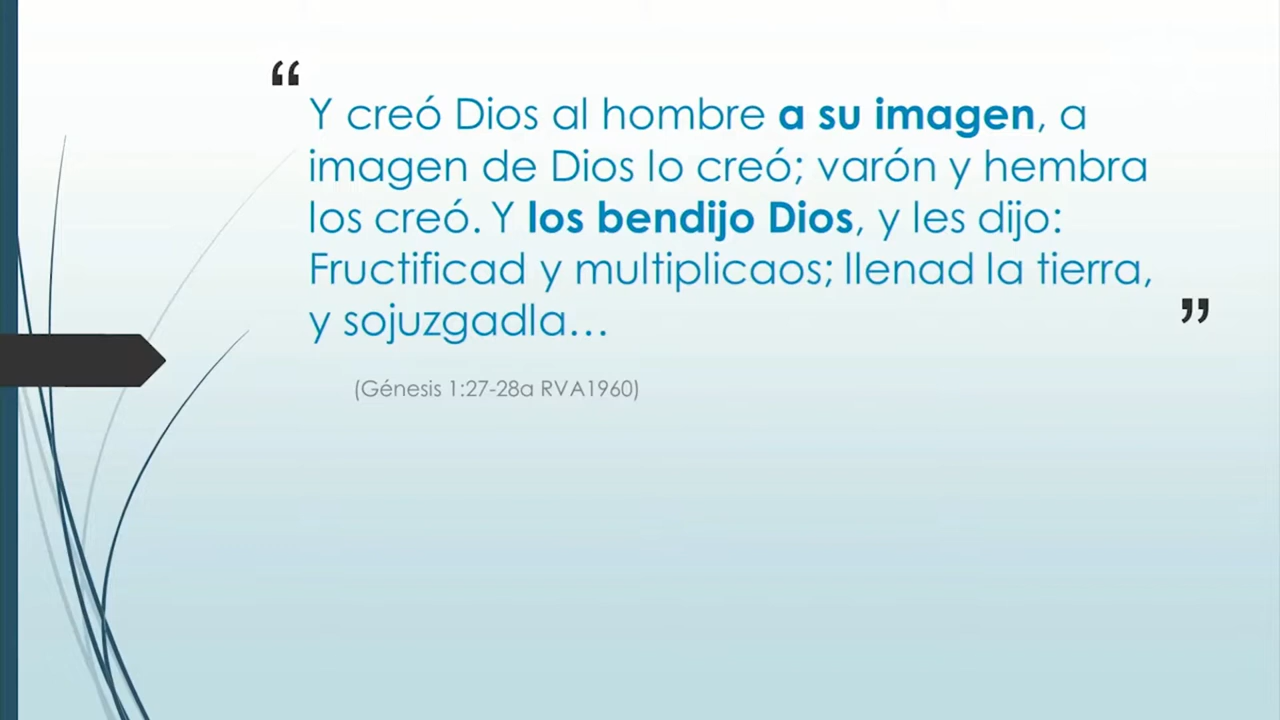 “
Y creó Dios al hombre a su imagen, a
imagen de Dios lo creó; varón y hembra
los creó. Y los bendijo Dios, y les dijo:
Fructificad y multiplicaos; llenad la tierra,
y sojuzgadla…
”
(Génesis 1:27-28a RVA1960)